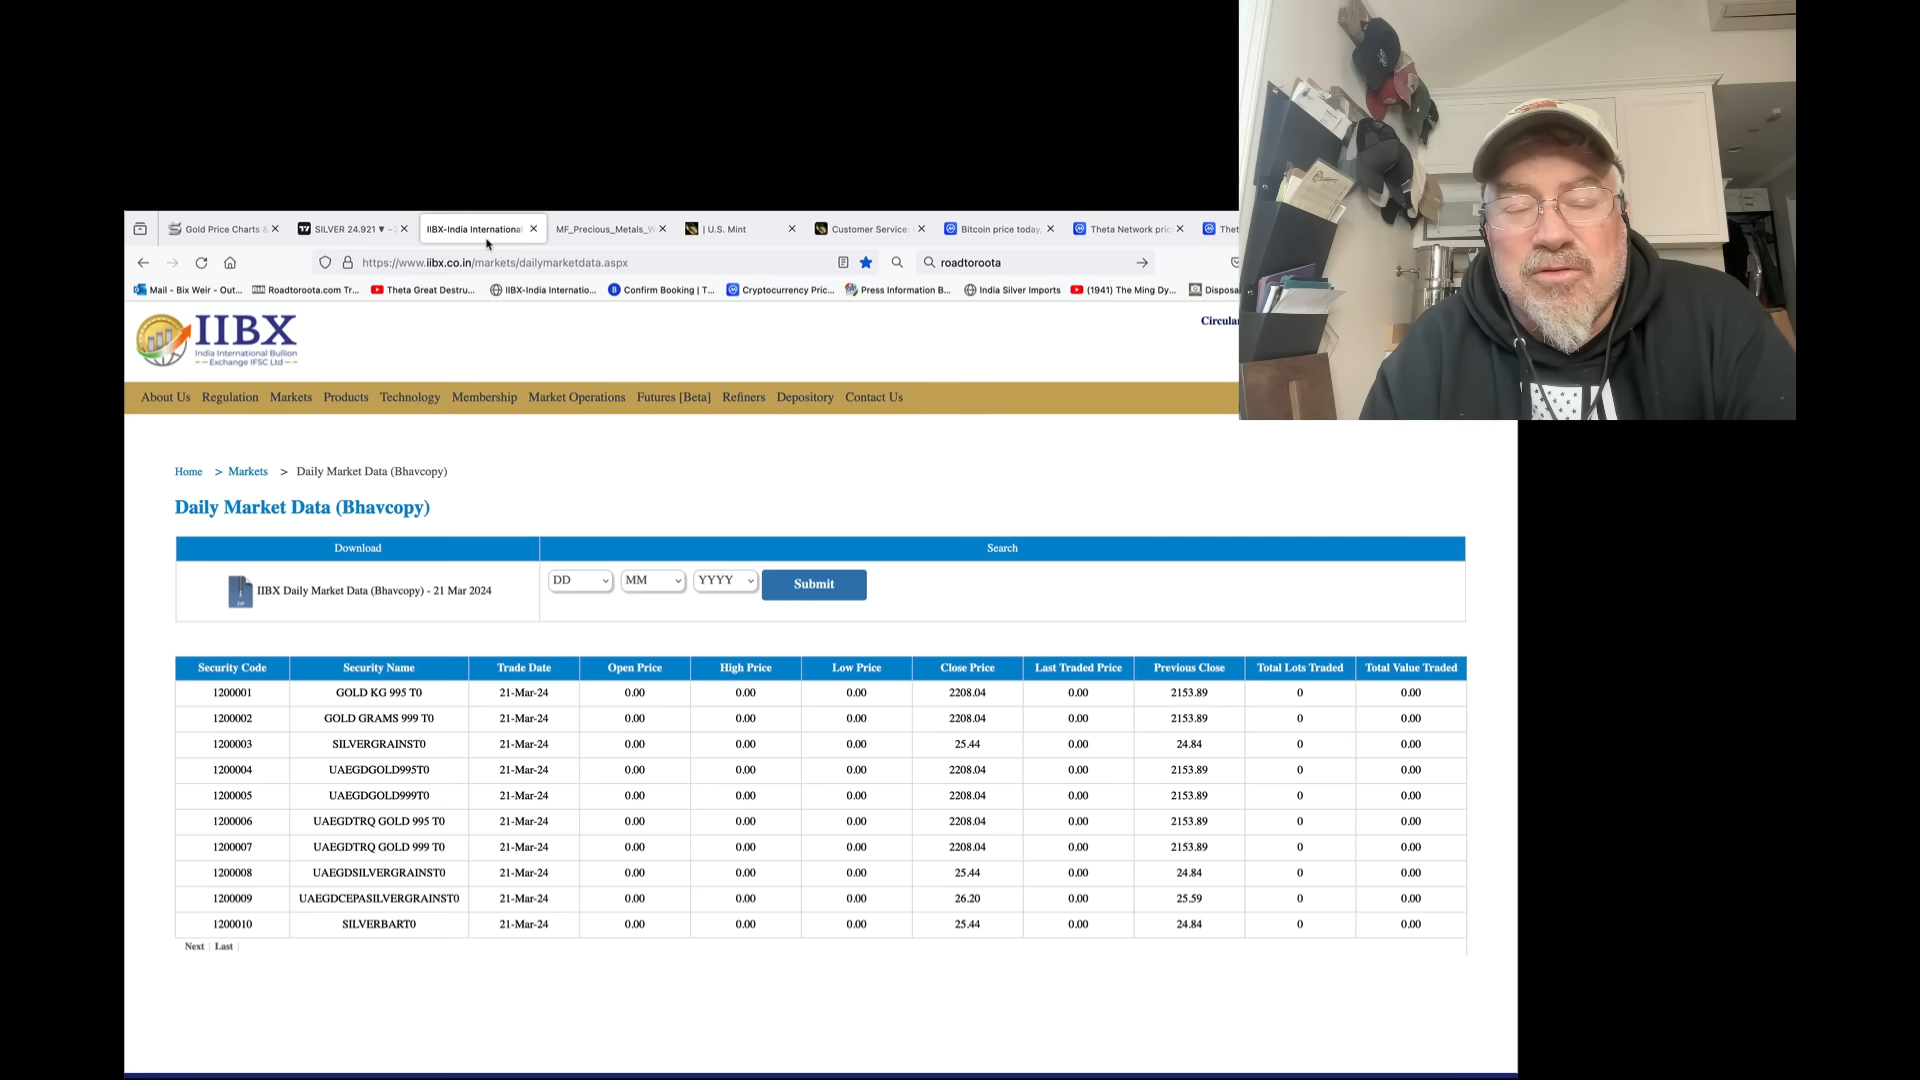 Gold Price Charts &
SILVER 24.921 ▼ −2
IIBX-India International
MF_Precious_Metals_W
| U.S. Mint
Customer Service:
Bitcoin price today,
Theta Network pric
Thet
https://www.iibx.co.in/markets/dailymarketdata.aspx
roadtoroota
Mail - Bix Weir - Out...
Roadtoroota.com Tr...
Theta Great Destru...
IIBX-India Internatio...
Confirm Booking | T...
Cryptocurrency Pric...
Press Information B...
India Silver Imports
(1941) The Ming Dy...
Disposa
IIBX
India International Bullion
Exchange IFSC Ltd
Circular
About Us Regulation Markets Products Technology Membership Market Operations Futures [Beta] Refiners Depository Contact Us
Home > Markets > Daily Market Data (Bhavcopy)
Daily Market Data (Bhavcopy)
Download Search
IIBX Daily Market Data (Bhavcopy) - 21 Mar 2024
DD MM YYYY Submit
Security Code Security Name Trade Date Open Price High Price Low Price Close Price Last Traded Price Previous Close Total Lots Traded Total Value Traded
1200001 GOLD KG 995 T0 21-Mar-24 0.00 0.00 0.00 2208.04 0.00 2153.89 0 0.00
1200002 GOLD GRAMS 999 T0 21-Mar-24 0.00 0.00 0.00 2208.04 0.00 2153.89 0 0.00
1200003 SILVERGRAINST0 21-Mar-24 0.00 0.00 0.00 25.44 0.00 24.84 0 0.00
1200004 UAEGDGOLD995T0 21-Mar-24 0.00 0.00 0.00 2208.04 0.00 2153.89 0 0.00
1200005 UAEGDGOLD999T0 21-Mar-24 0.00 0.00 0.00 2208.04 0.00 2153.89 0 0.00
1200006 UAEGDTRQ GOLD 995 T0 21-Mar-24 0.00 0.00 0.00 2208.04 0.00 2153.89 0 0.00
1200007 UAEGDTRQ GOLD 999 T0 21-Mar-24 0.00 0.00 0.00 2208.04 0.00 2153.89 0 0.00
1200008 UAEGDSILVERGRAINST0 21-Mar-24 0.00 0.00 0.00 25.44 0.00 24.84 0 0.00
1200009 UAEGDCEPASILVERGRAINST0 21-Mar-24 0.00 0.00 0.00 26.20 0.00 25.59 0 0.00
1200010 SILVERBART0 21-Mar-24 0.00 0.00 0.00 25.44 0.00 24.84 0 0.00
Next | Last |